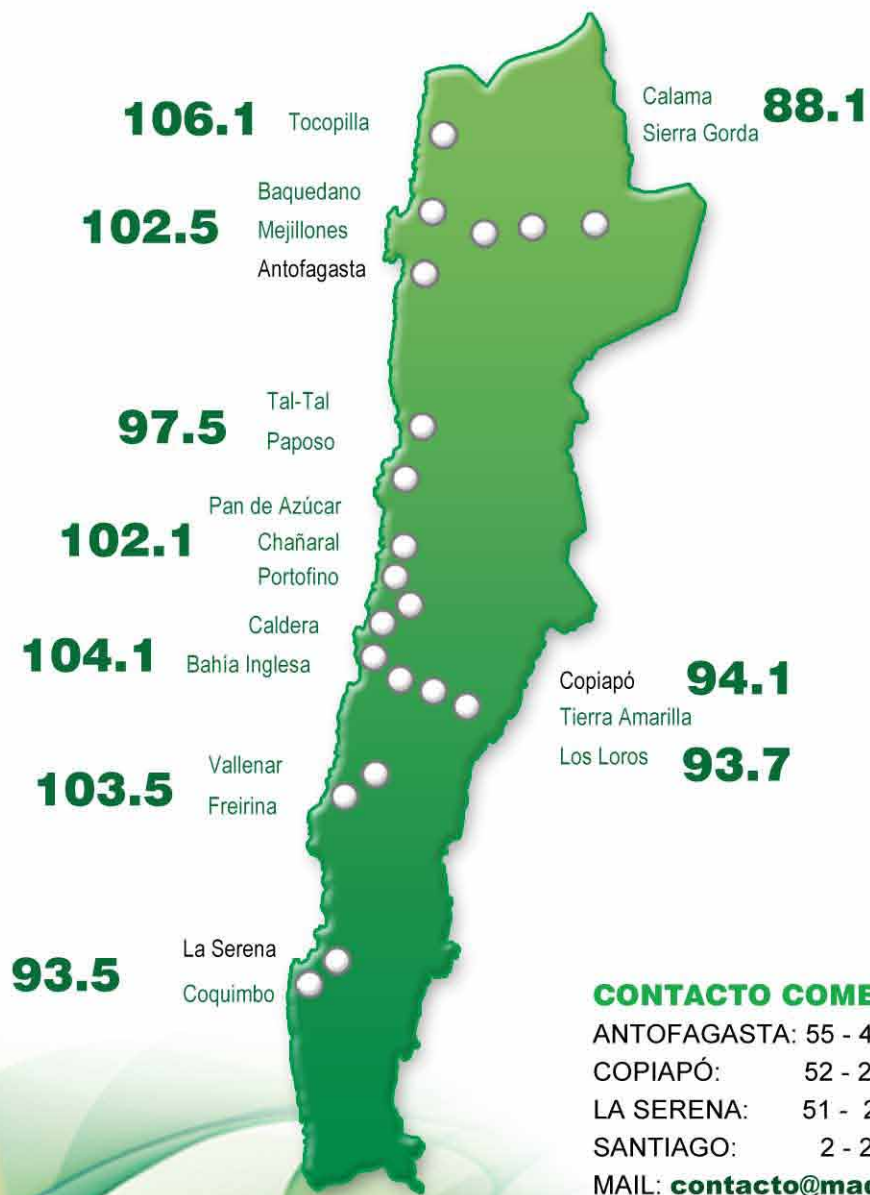 106.1 Tocopilla
Calama
Sierra Gorda
88.1
102.5
Baquedano
Mejillones
Antofagasta
97.5
Tal-Tal
Paposo
102.1
Pan de Azúcar
Chañaral
Portofino
104.1
Caldera
Bahía Inglesa
Copiapó 94.1
Tierra Amarilla
Los Loros 93.7
103.5
Vallenar
Freirina
93.5
La Serena
Coquimbo
CONTACTO
ANTOFAGASTA: 55 - 4
COPIAPÓ: 52 - 2
LA SERENA: 51 - 2
SANTIAGO: 2 - 2
MAIL: